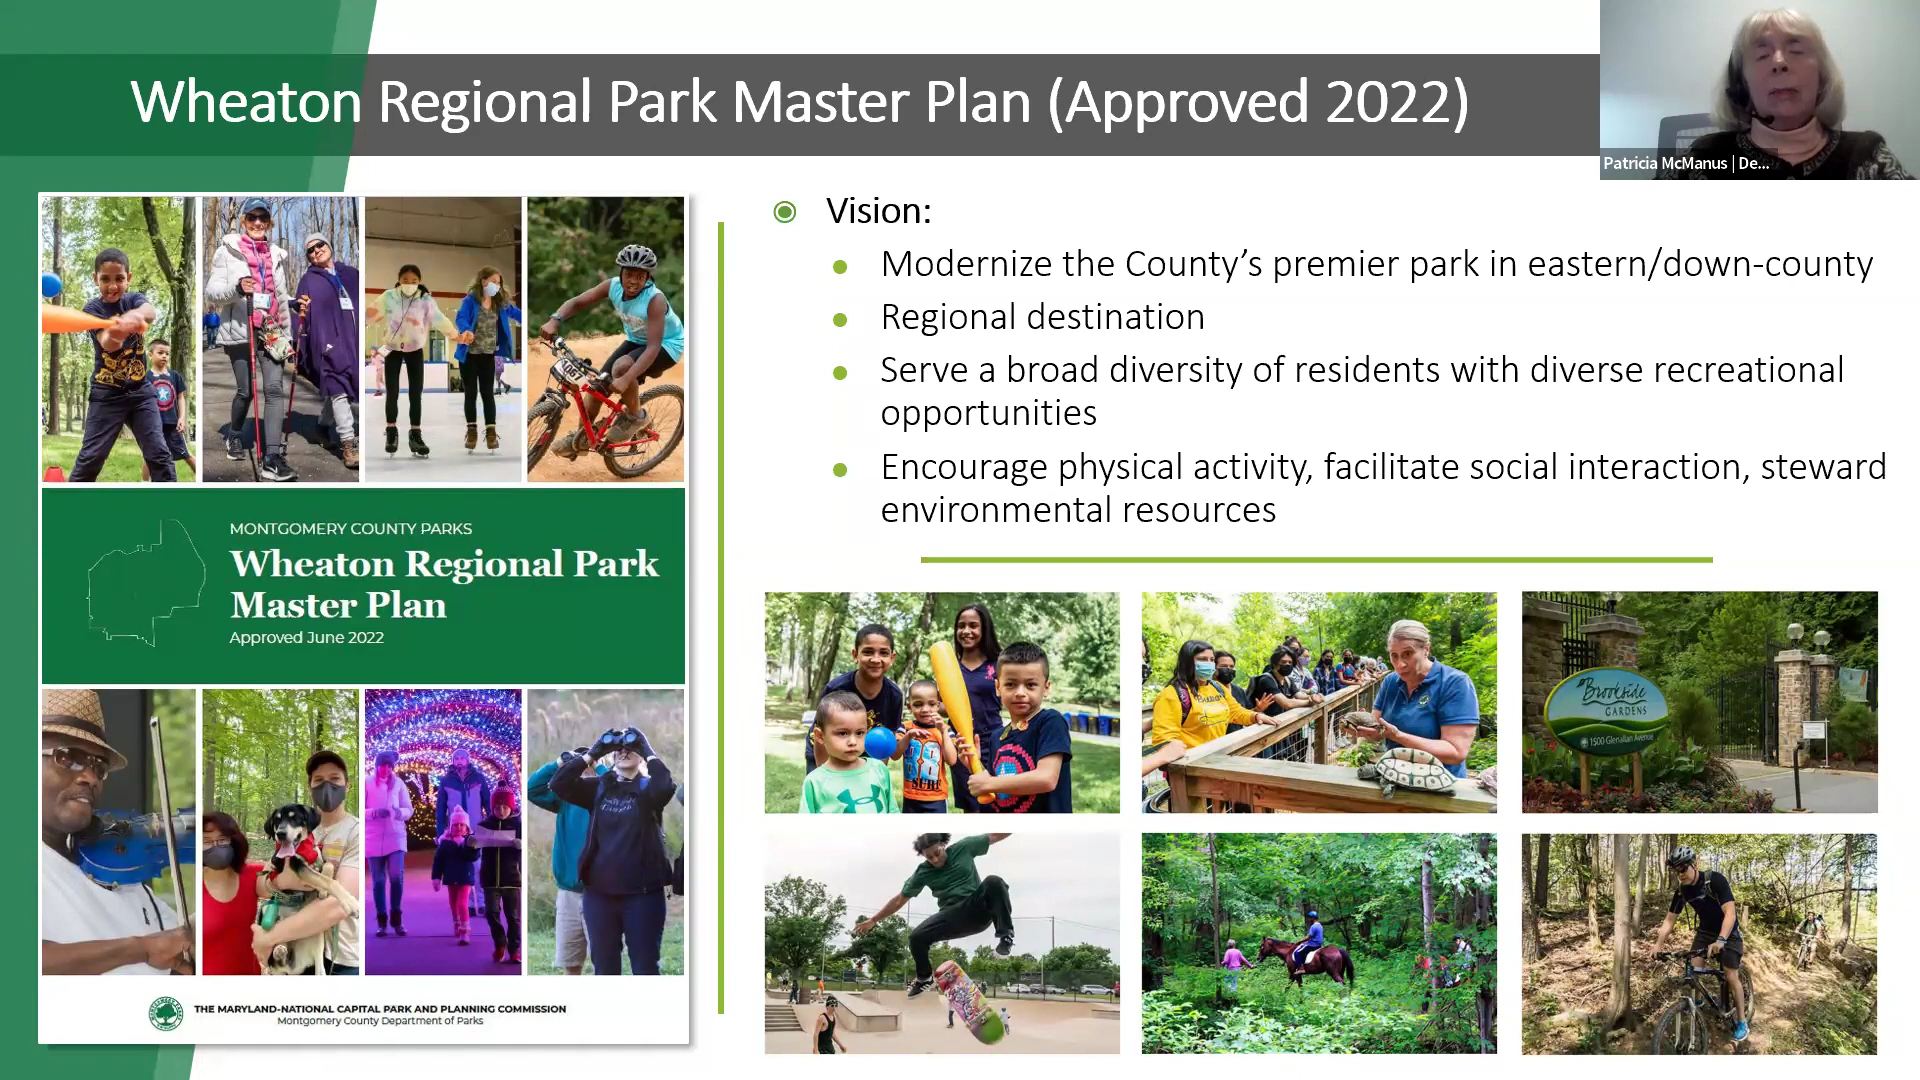 Wheaton Regional Park Master Plan (Approved 2022)
Patricia McManus | De...
MONTGOMERY COUNTY PARKS
Wheaton Regional Park
Master Plan
Approved June 2022
THE MARYLAND-NATIONAL CAPITAL PARK AND PLANNING COMMISSION
Montgomery County Department of Parks
Vision:
Modernize the County’s premier park in eastern/down-county
Regional destination
Serve a broad diversity of residents with diverse recreational
opportunities
Encourage physical activity, facilitate social interaction, steward
environmental resources
Brookside
GARDENS
1500 Glenallan Avenue